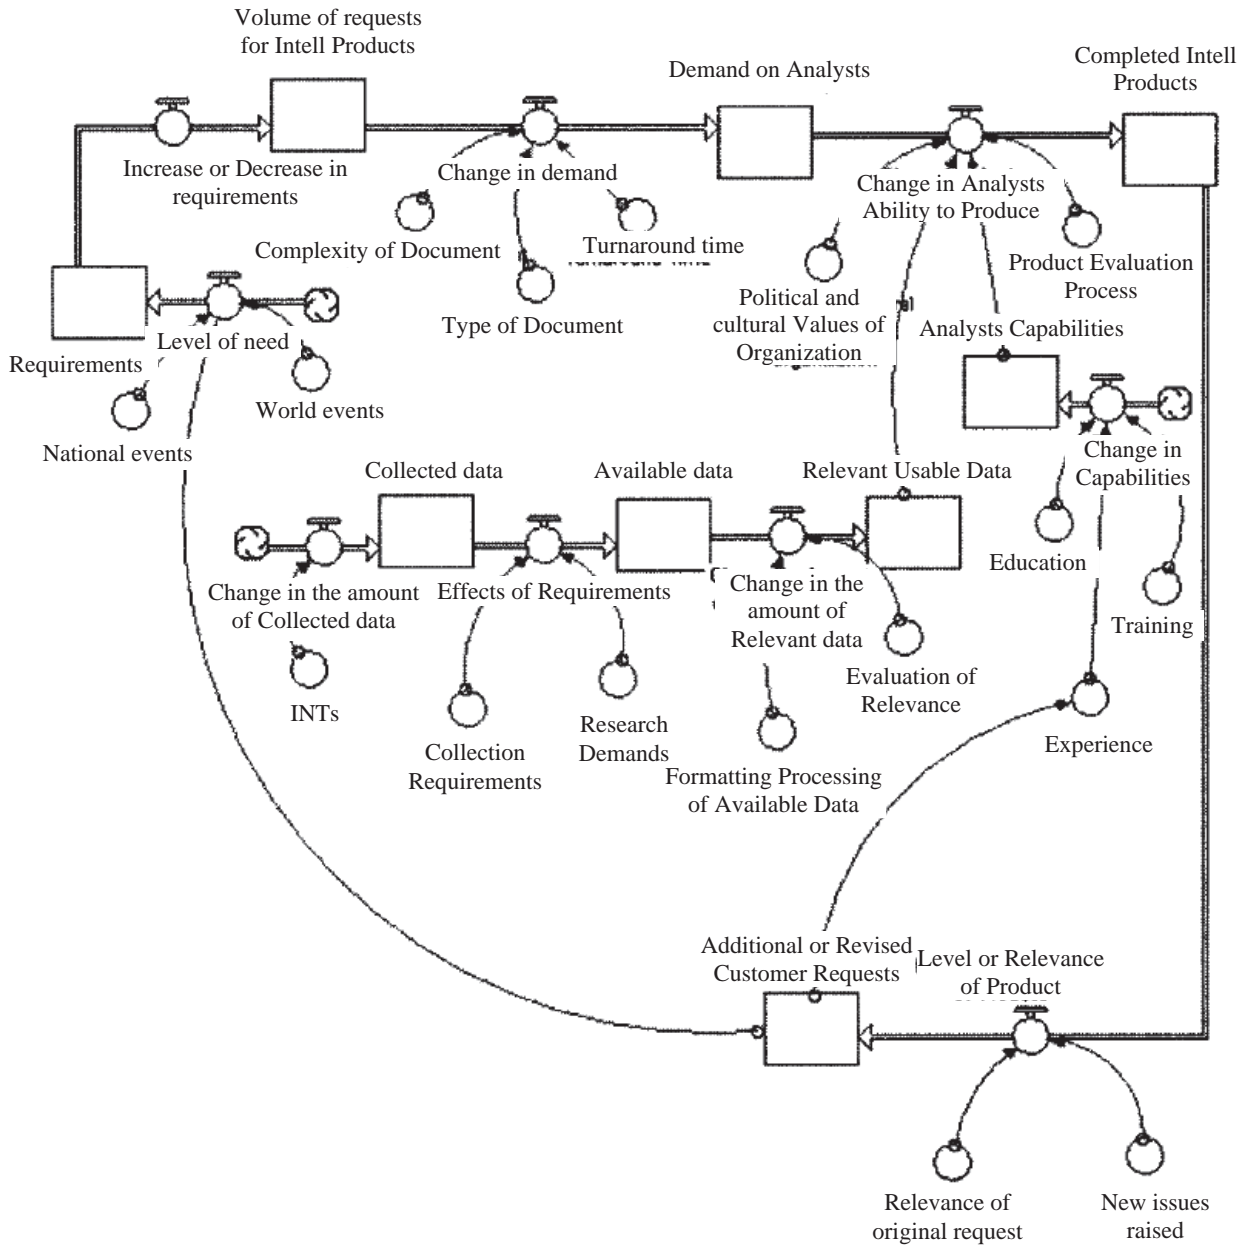 Volume of requests
for Intell Products
Demand on Analysts
Completed Intell
Products
Increase or Decrease in
requirements
Change in demand
Change in Analysts
Ability to Produce
Complexity of Document
Turnaround time
Type of Document
Political and
cultural Values of
Organization
Product Evaluation
Process
Requirements
Level of need
World events
National events
Analysts Capabilities
Change in
Capabilities
Education
Training
Experience
Collected data
Available data
Relevant Usable Data
Change in the amount
of Collected data
Effects of Requirements
Change in the
amount of
Relevant data
INTs
Collection
Requirements
Research
Demands
Formatting Processing
of Available Data
Evaluation of
Relevance
Additional or Revised
Customer Requests
Level or Relevance
of Product
Relevance of
original request
New issues
raised